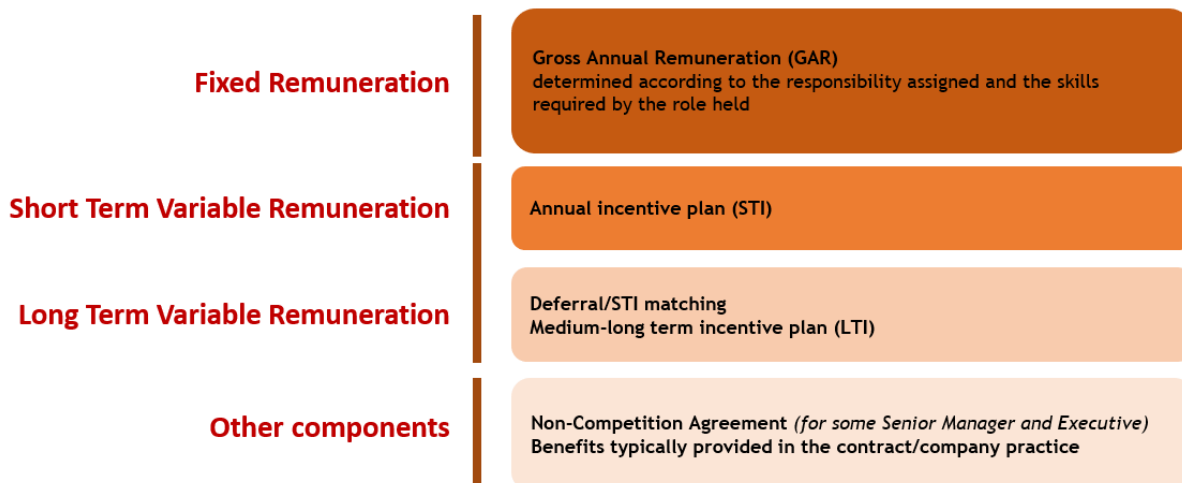 Fixed Remuneration
Gross Annual Remuneration (GAR)
determined according to the responsibility assigned and the skills
required by the role held
Short Term Variable Remuneration
Annual incentive plan (STI)
Long Term Variable Remuneration
Deferral/STI matching
Medium-long term incentive plan (LTI)
Other components
Non-Competition Agreement (for some Senior Manager and Executive)
Benefits typically provided in the contract/company practice